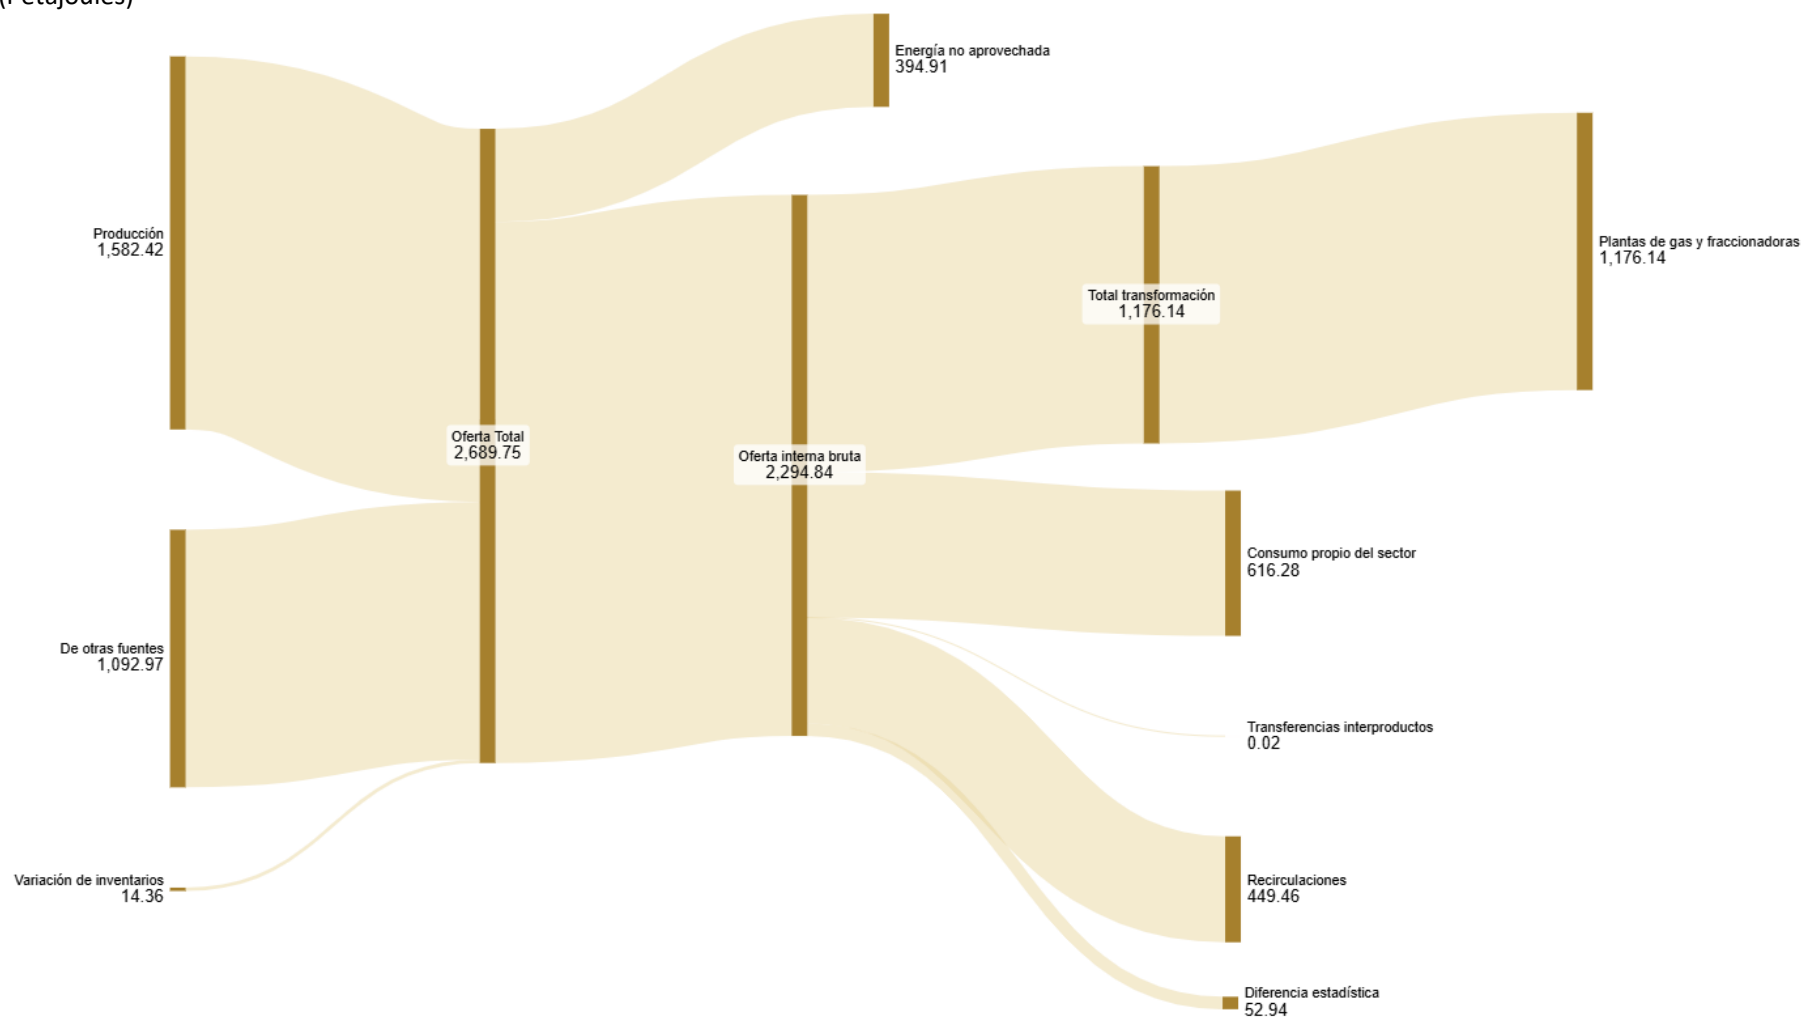 (Petajoules)
Energía no aprovechada
394.91
Producción
1,582.42
Plantas de gas y fraccionadoras
1,176.14
Total transformación
1,176.14
Oferta Total
2,689.75
Oferta interna bruta
2,294.84
Consumo propio del sector
616.28
De otras fuentes
1,092.97
Transferencias interproductos
0.02
Variación de inventarios
14.36
Recirculaciones
449.46
Diferencia estadística
52.94